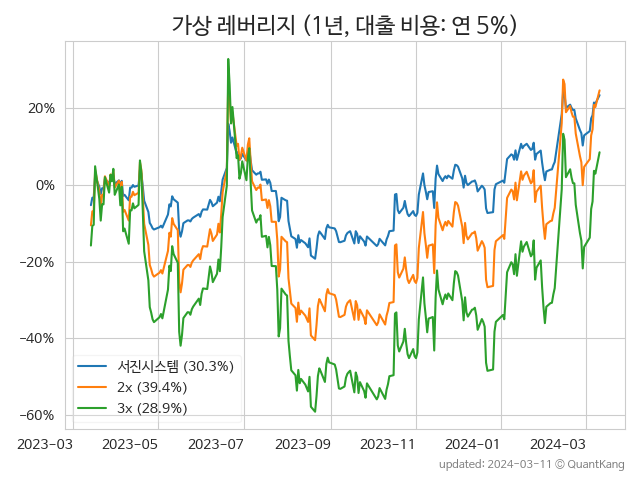 가상 레버리지 (1년, 대출 비용: 연 5%)
20%
0%
−20%
−40%
−60%
서진시스템 (30.3%)
2x (39.4%)
3x (28.9%)
2023-03 2023-05 2023-07 2023-09 2023-11 2024-01 2024-03
updated: 2024-03-11 © QuantKang